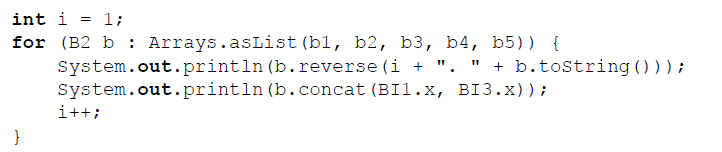 int i = 1;
for (B2 b : Arrays.asList(b1, b2, b3, b4, b5)) {
    System.out.println(b.reverse(i + ". " + b.toString()));
    System.out.println(b.concat(BI1.x, BI3.x));
    i++;
}